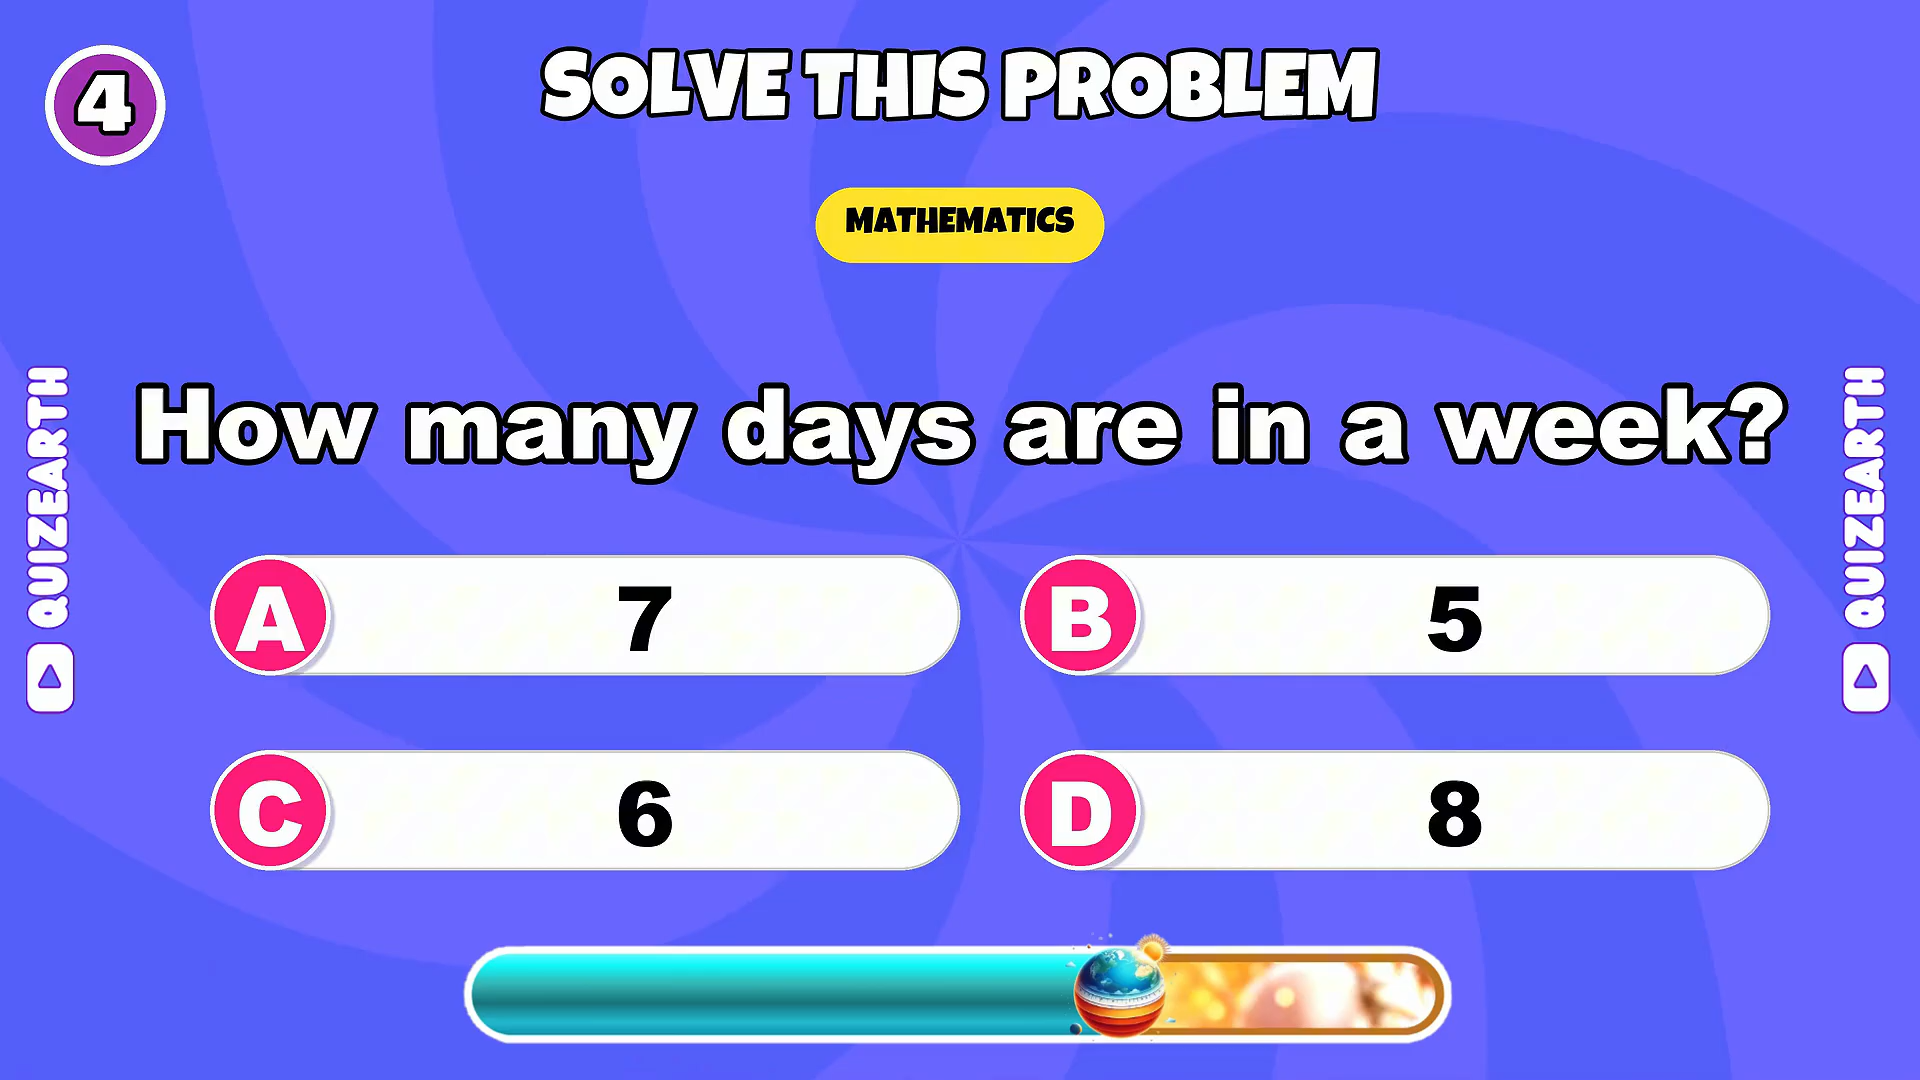 4
SOLVE THIS PROBLEM
MATHEMATICS
How many days are in a week?
A 7
B 5
C 6
D 8
QUIZEARTH
QUIZEARTH